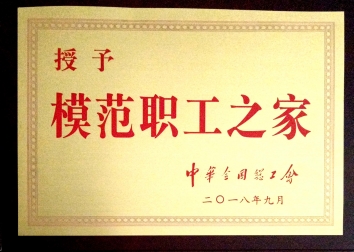 授予
模范职工之家
中华全国总工会
二〇一八年九月